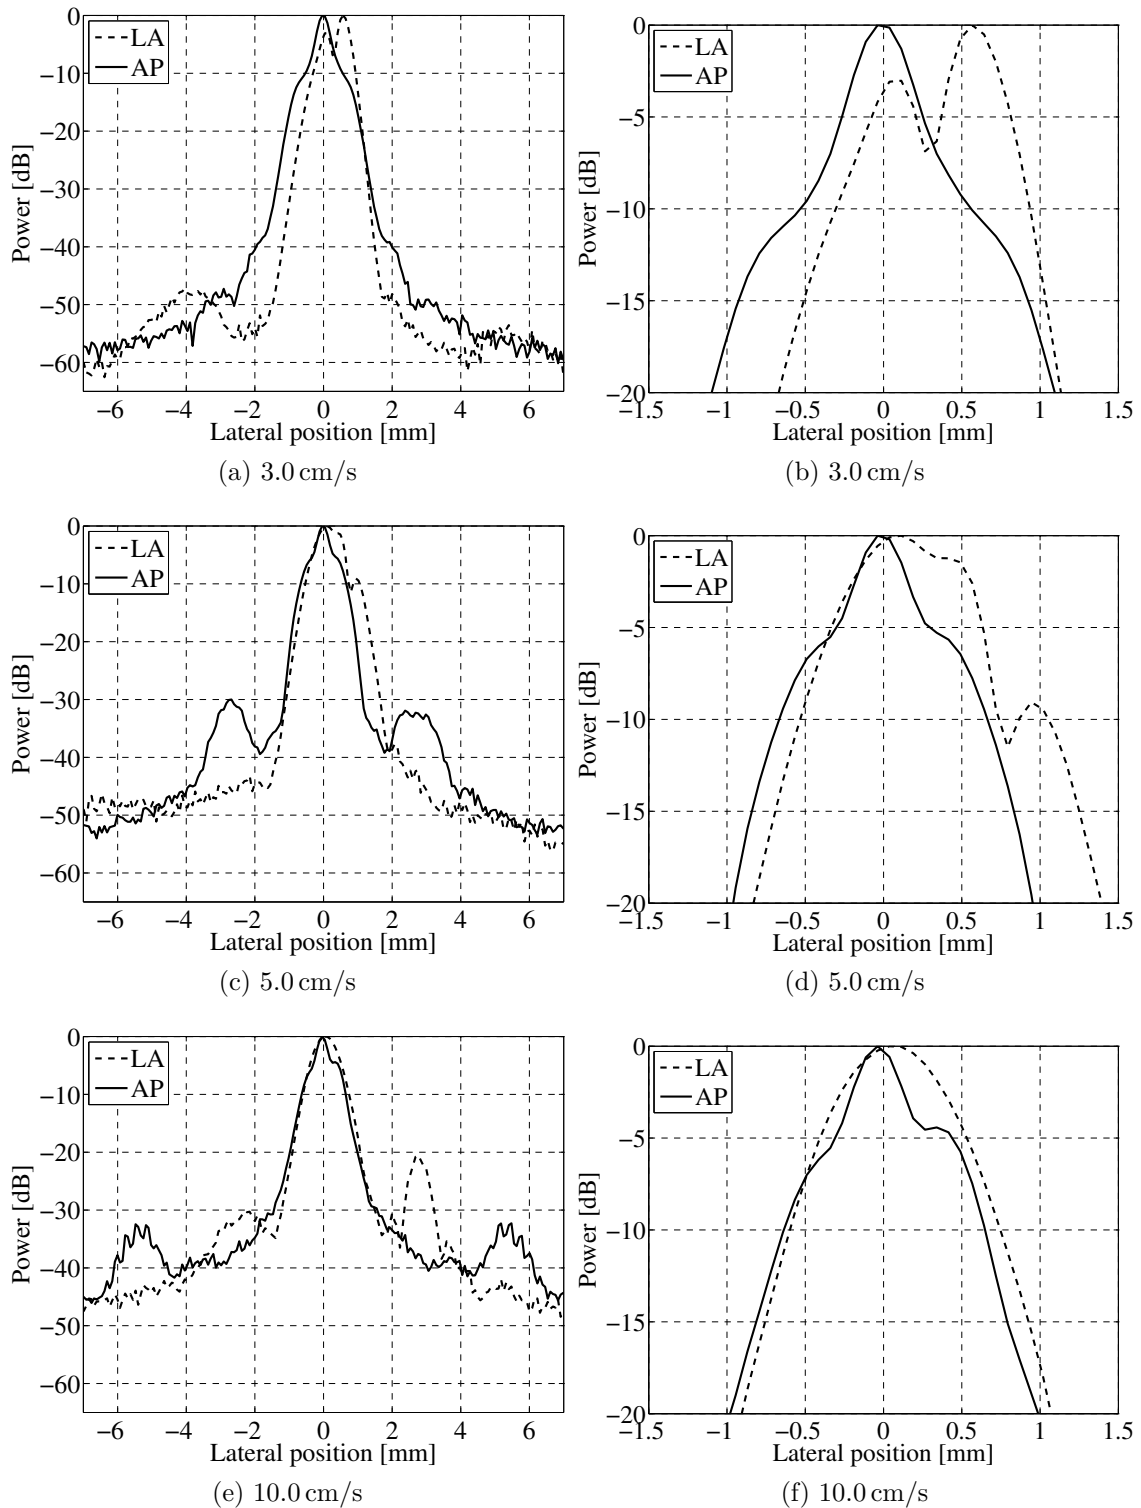 0
−10
−20
−30
−40
−50
−60
Power [dB]
LA
AP
−6 −4 −2 0 2 4 6
Lateral position [mm]
(a) 3.0 cm/s
0
−5
−10
−15
−20
Power [dB]
LA
AP
−1.5 −1 −0.5 0 0.5 1 1.5
Lateral position [mm]
(b) 3.0 cm/s
0
−10
−20
−30
−40
−50
−60
Power [dB]
LA
AP
−6 −4 −2 0 2 4 6
Lateral position [mm]
(c) 5.0 cm/s
0
−5
−10
−15
−20
Power [dB]
LA
AP
−1.5 −1 −0.5 0 0.5 1 1.5
Lateral position [mm]
(d) 5.0 cm/s
0
−10
−20
−30
−40
−50
−60
Power [dB]
LA
AP
−6 −4 −2 0 2 4 6
Lateral position [mm]
(e) 10.0 cm/s
0
−5
−10
−15
−20
Power [dB]
LA
AP
−1.5 −1 −0.5 0 0.5 1 1.5
Lateral position [mm]
(f) 10.0 cm/s